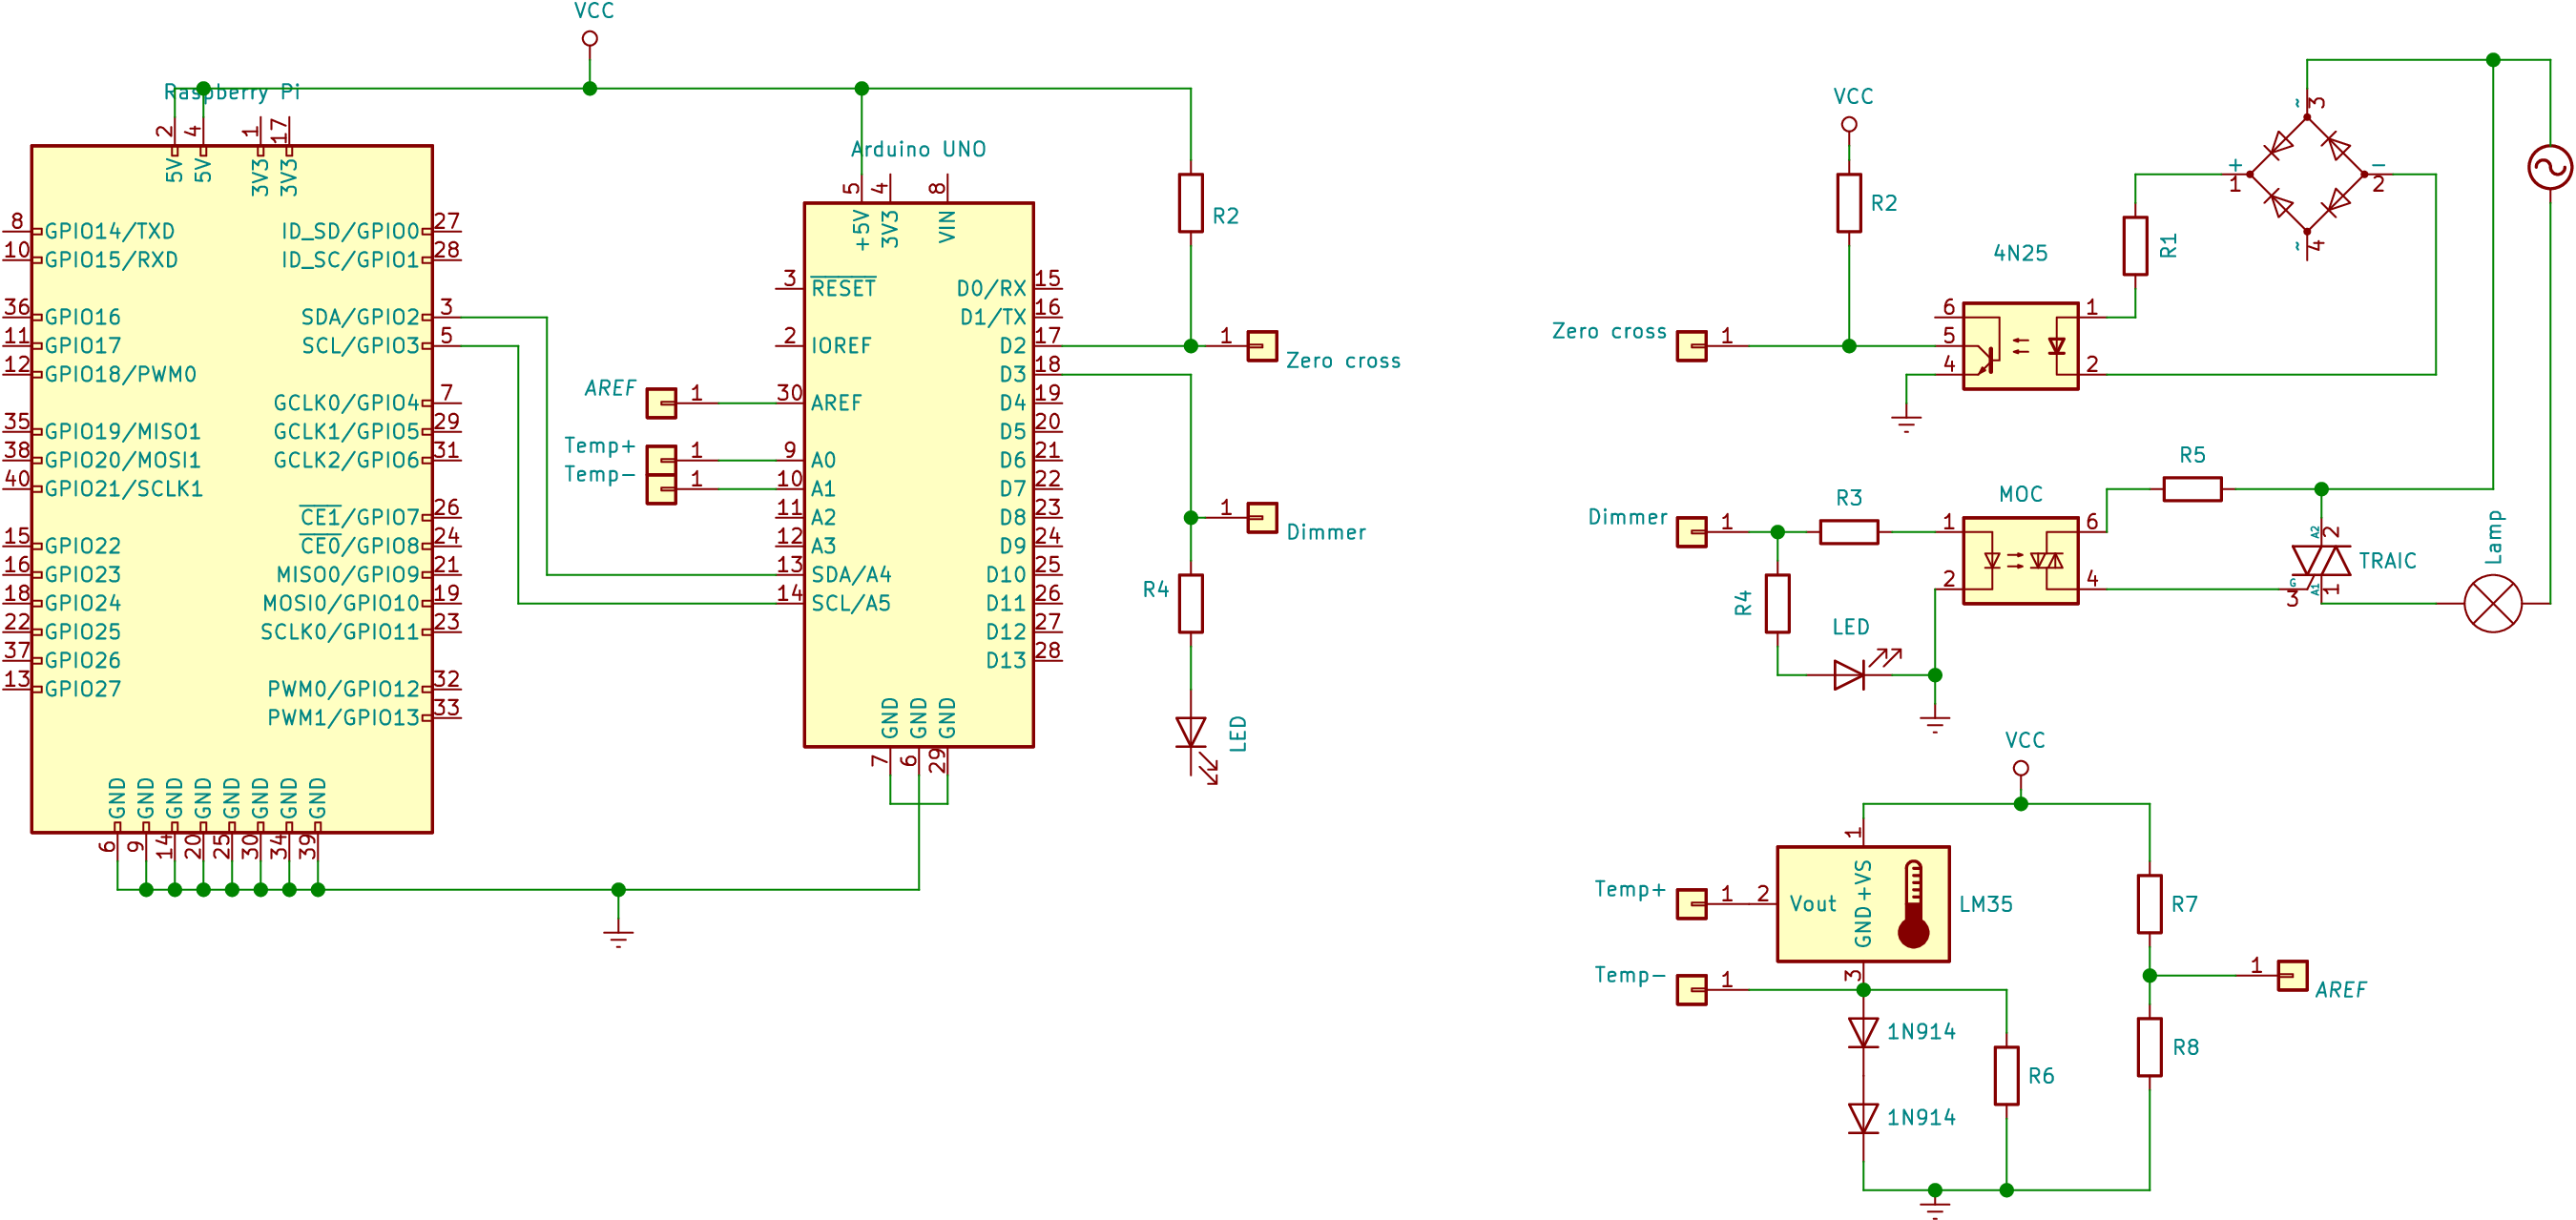 VCC
Raspberry Pi
2 4 1 17
5V 5V 3V3 3V3
8 GPIO14/TXD ID_SD/GPIO0 27
10 GPIO15/RXD ID_SC/GPIO1 28
36 GPIO16 SDA/GPIO2 3
11 GPIO17 SCL/GPIO3 5
12 GPIO18/PWM0
GCLK0/GPIO4 7
35 GPIO19/MISO1 GCLK1/GPIO5 29
38 GPIO20/MOSI1 GCLK2/GPIO6 31
40 GPIO21/SCLK1
CE1/GPIO7 26
15 GPIO22 CE0/GPIO8 24
16 GPIO23 MISO0/GPIO9 21
18 GPIO24 MOSI0/GPIO10 19
22 GPIO25 SCLK0/GPIO11 23
37 GPIO26
13 GPIO27 PWM0/GPIO12 32
PWM1/GPIO13 33
GND GND GND GND GND GND GND GND
6 9 14 20 25 30 34 39
Arduino UNO
5 4 8
+5V 3V3 VIN
3 RESET D0/RX 15
D1/TX 16
2 IOREF D2 17
D3 18
AREF 1 30 AREF D4 19
D5 20
Temp+ 1 9 A0 D6 21
Temp- 1 10 A1 D7 22
11 A2 D8 23
12 A3 D9 24
13 SDA/A4 D10 25
14 SCL/A5 D11 26
D12 27
D13 28
GND GND GND
7 6 29
R2
1
Zero cross
1
Dimmer
R4
LED
VCC
R2
4N25
Zero cross 1
6 1
5
4 2
R1
~ 3
+ 1
- 2
~ 4
R5
MOC
Dimmer 1
R3
1 6
2 4
R4
LED
A2 2
TRAIC
G 3
A1 1
Lamp
VCC
1
Temp+ 1 2 Vout
+VS
GND
LM35
3
Temp- 1
1N914
1N914
R6
R7
1
AREF
R8